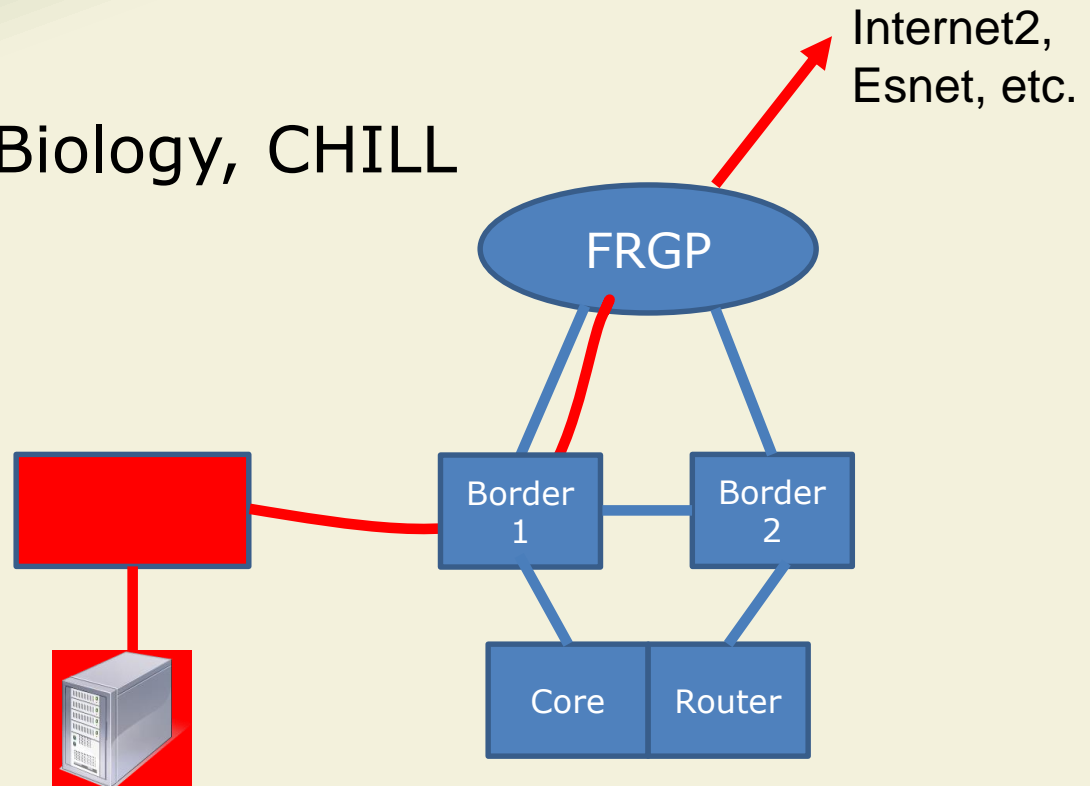 Internet2,
Esnet, etc.
Biology, CHILL
FRGP
Border
1
Border
2
Core
Router